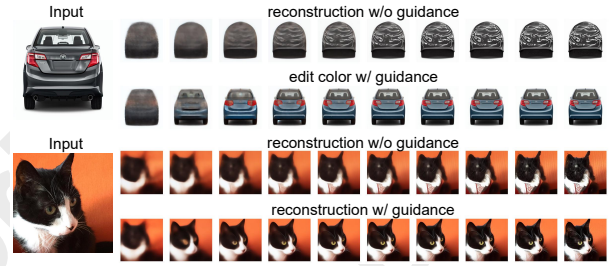 Input
reconstruction w/o guidance
edit color w/ guidance
Input
reconstruction w/o guidance
reconstruction w/ guidance